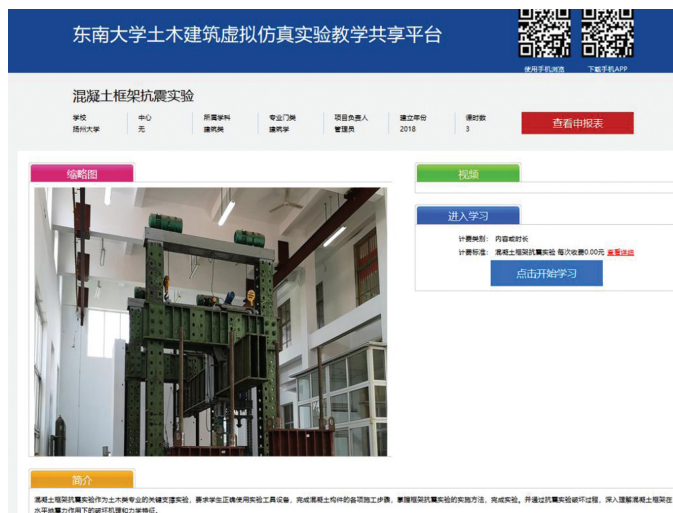 东南大学土木建筑虚拟仿真实验教学共享平台
使用手机浏览 下载手机APP
混凝土框架抗震实验
学校 中心 所属学科 专业门类 项目负责人 建立年份 课时数
扬州大学 无 建筑类 建筑学 管理员 2018 3
查看申报表
缩略图
视频
进入学习
计费类别： 内容或时长
计费标准： 混凝土框架抗震实验 每次收费0.00元 查看详细
点击开始学习
简介
混凝土框架抗震实验作为土木类专业的关键支撑实验，要求学生正确使用实验工具设备，完成混凝土构件的各项施工步骤，掌握框架抗震实验的实施方法，完成实验。并通过抗震实验破坏过程，深入理解混凝土框架在
水平地震力作用下的破坏机理和力学特征。